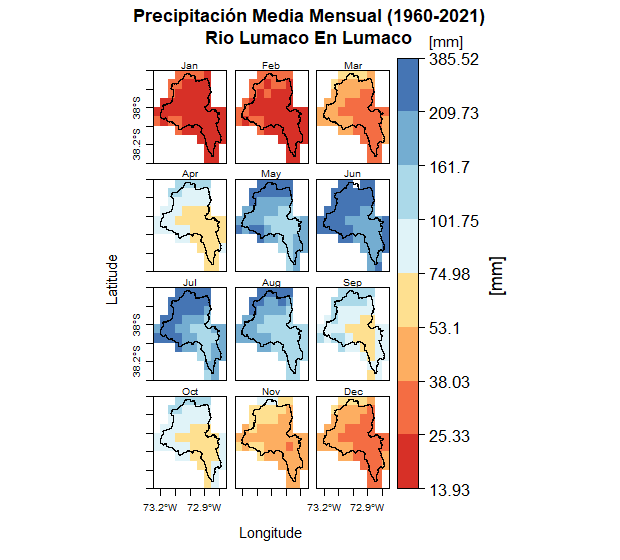 Precipitación Media Mensual (1960-2021)
Rio Lumaco En Lumaco
[mm]
Jan Feb Mar
Apr May Jun
Jul Aug Sep
Oct Nov Dec
38°S
38.2°S
38°S
38.2°S
73.2°W 72.9°W 73.2°W 72.9°W
Latitude
Longitude
385.52
209.73
161.7
101.75
74.98
53.1
38.03
25.33
13.93
[mm]